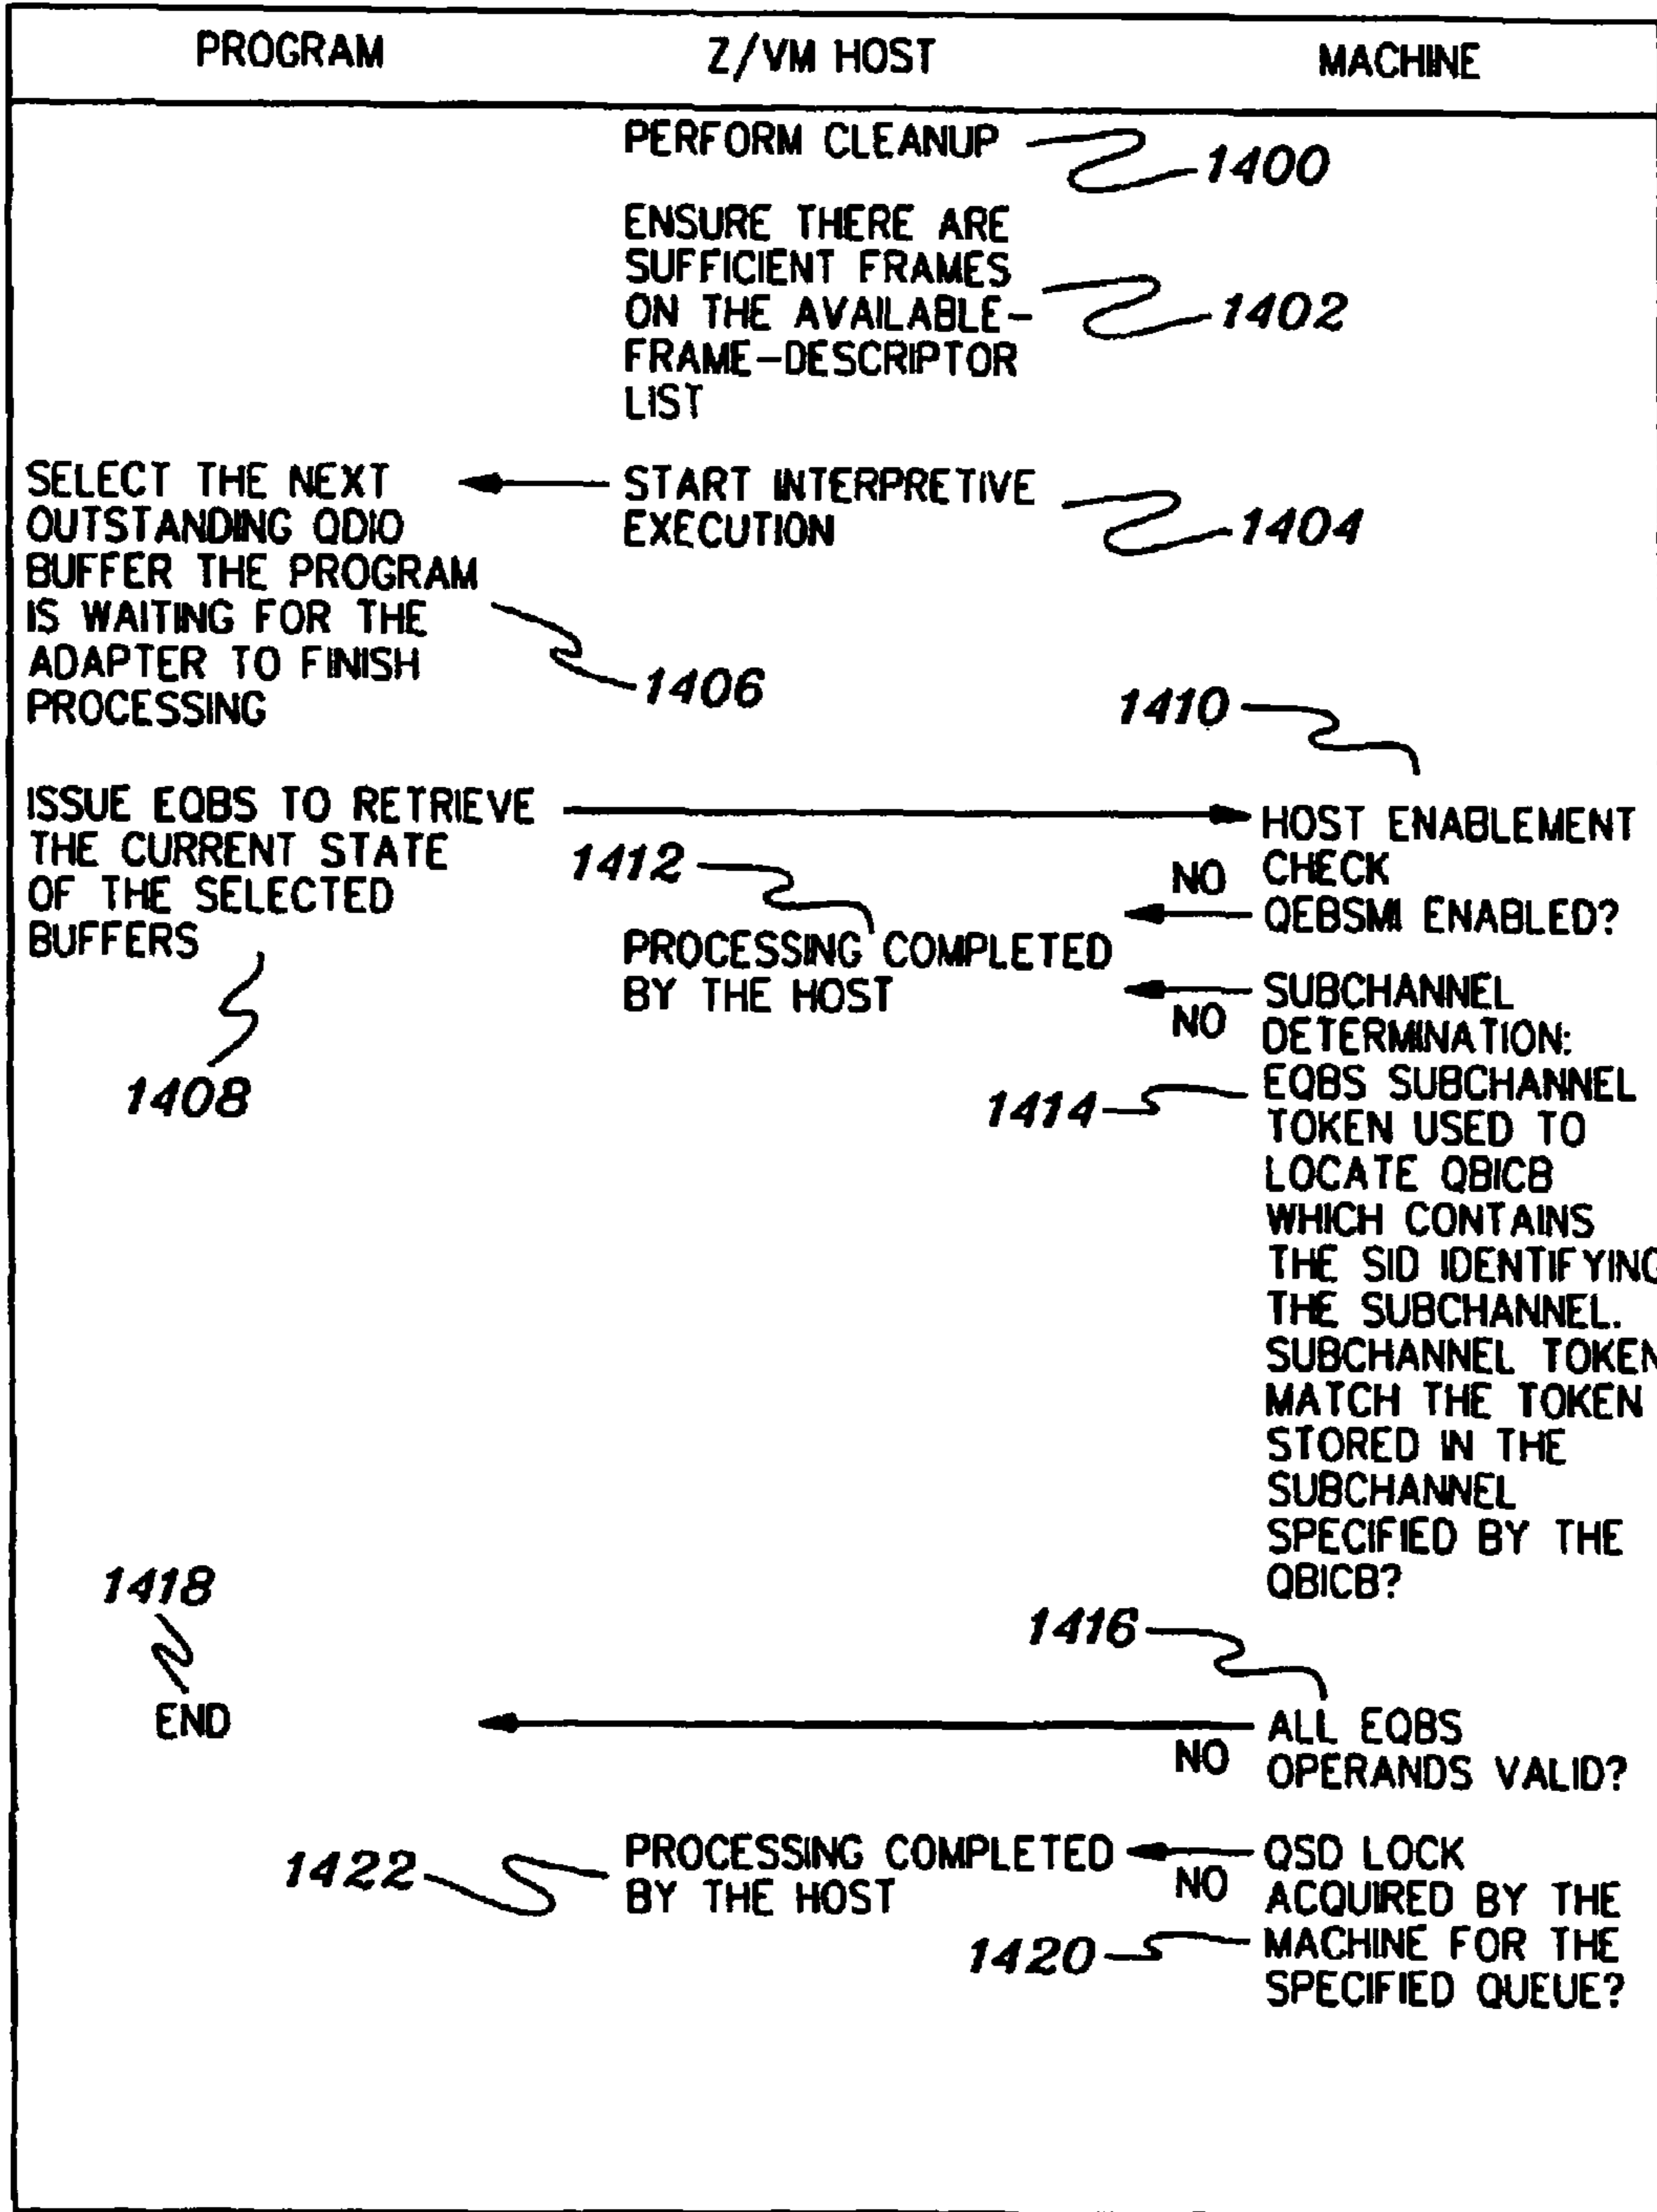 PROGRAM
Z/VM HOST
MACHINE
PERFORM CLEANUP
1400
ENSURE THERE ARE
SUFFICIENT FRAMES
ON THE AVAILABLE-
FRAME-DESCRIPTOR
LIST
1402
START INTERPRETIVE
EXECUTION
1404
SELECT THE NEXT
OUTSTANDING QDIO
BUFFER THE PROGRAM
IS WAITING FOR THE
ADAPTER TO FINISH
PROCESSING
1406
ISSUE EQBS TO RETRIEVE
THE CURRENT STATE
OF THE SELECTED
BUFFERS
1408
1410
HOST ENABLEMENT
CHECK
QEBSMI ENABLED?
NO
1412
PROCESSING COMPLETED
BY THE HOST
NO
SUBCHANNEL
DETERMINATION:
EQBS SUBCHANNEL
TOKEN USED TO
LOCATE QBICB
WHICH CONTAINS
THE SID IDENTIFYING
THE SUBCHANNEL.
SUBCHANNEL TOKEN
MATCH THE TOKEN
STORED IN THE
SUBCHANNEL
SPECIFIED BY THE
QBICB?
1414
1416
ALL EQBS
OPERANDS VALID?
NO
1418
END
QSD LOCK
ACQUIRED BY THE
MACHINE FOR THE
SPECIFIED QUEUE?
1420
NO
PROCESSING COMPLETED
BY THE HOST
1422